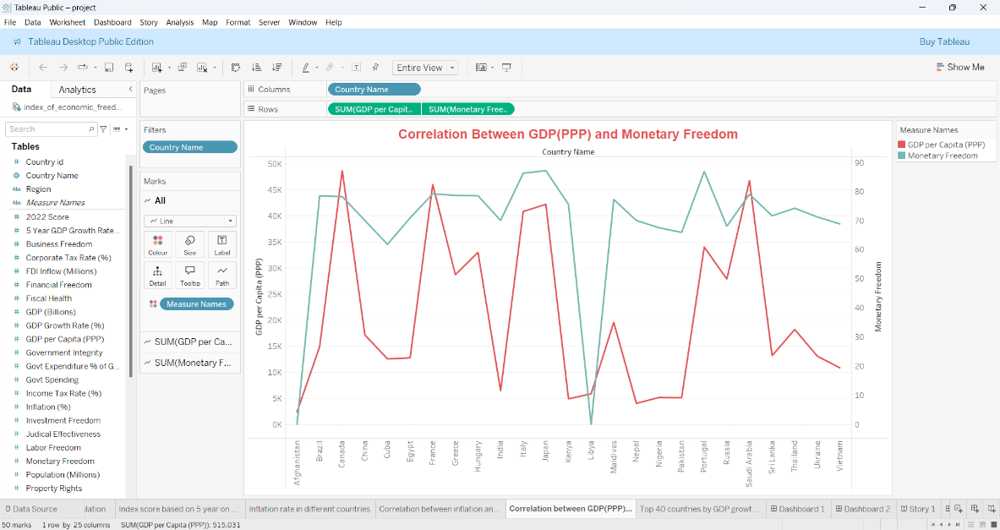 Tableau Public – project
File Data Worksheet Dashboard Story Analysis Map Format Server Window Help
Tableau Desktop Public Edition Buy Tableau
Entire View Show Me
Data Analytics
index_of_economic_freed...
Search
Tables
Country id
Country Name
Abc Region
Abc Measure Names
2022 Score
5 Year GDP Growth Rate...
Business Freedom
Corporate Tax Rate (%)
FDI Inflow (Millions)
Financial Freedom
Fiscal Health
GDP (Billions)
GDP Growth Rate (%)
GDP per Capita (PPP)
Government Integrity
Govt Expenditure % of G...
Govt Spending
Income Tax Rate (%)
Inflation (%)
Investment Freedom
Judical Effectiveness
Labor Freedom
Monetary Freedom
Population (Millions)
Property Rights
Pages
Filters
Country Name
Marks
All
Line
Colour Size Label
Detail Tooltip Path
Measure Names
SUM(GDP per Ca...
SUM(Monetary F...
Columns Country Name
Rows SUM(GDP per Capit.. SUM(Monetary Free..
Correlation Between GDP(PPP) and Monetary Freedom
Country Name
GDP per Capita (PPP)
50K
45K
40K
35K
30K
25K
20K
15K
10K
5K
0K
90
80
70
60
50
40
30
20
10
0
Monetary Freedom
Afghanistan
Brazil
Canada
China
Cuba
Egypt
France
Greece
Hungary
India
Italy
Japan
Kenya
Libya
Maldives
Nepal
Nigeria
Pakistan
Portugal
Russia
Saudi Arabia
Sri Lanka
Thailand
Ukraine
Vietnam
Measure Names
GDP per Capita (PPP)
Monetary Freedom
Data Source ilation Index score based on 5 year on ... Inflation rate in different countries Correlation between inflation an... Correlation between GDP(PPP)... Top 40 countries by GDP growt... Dashboard 1 Dashboard 2 Story 1
50 marks 1 row by 25 columns SUM(GDP per Capita (PPP)): 515,031